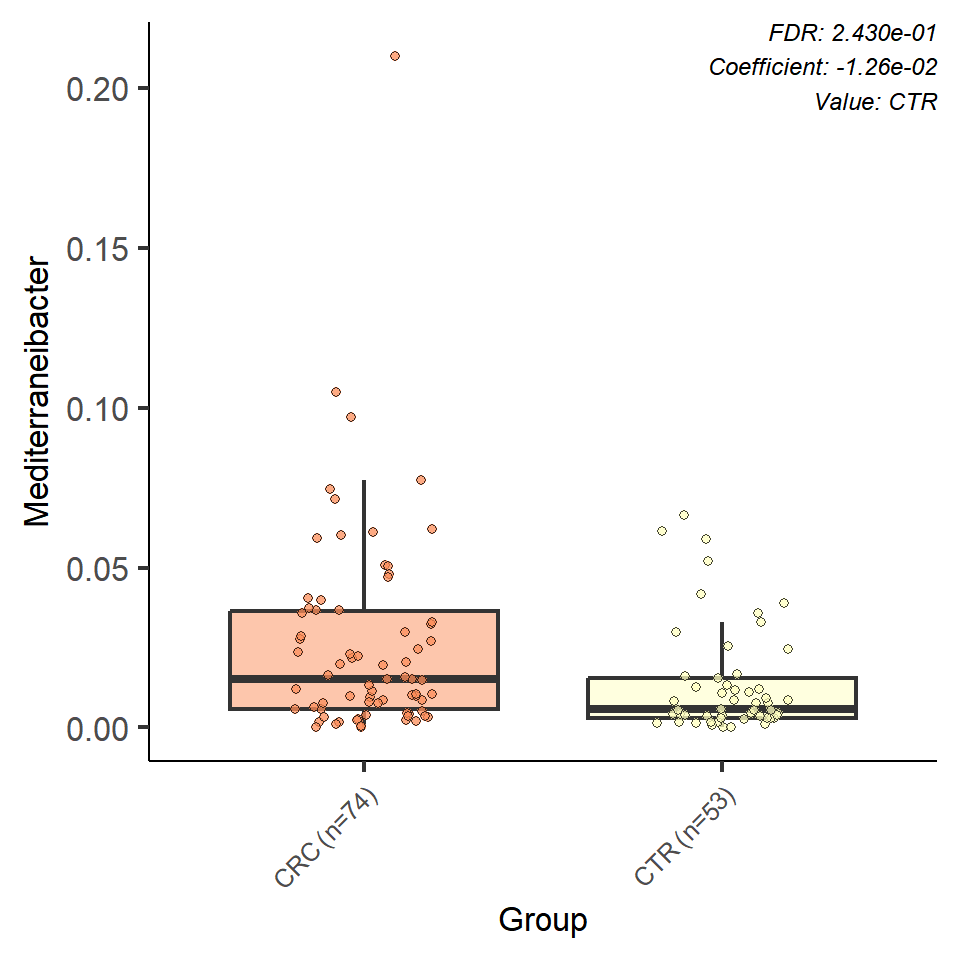 FDR: 2.430e-01
Coefficient: -1.26e-02
Value: CTR
0.20
0.15
0.10
0.05
0.00
Mediterraneibacter
CRC (n=74)
CTR (n=53)
Group